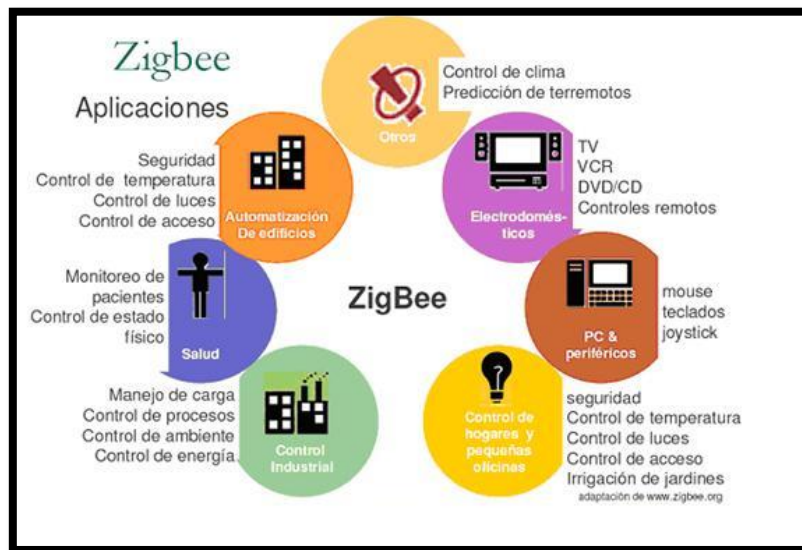 Zigbee
Aplicaciones
Otros
Control de clima
Predicción de terremotos
Seguridad
Control de temperatura
Control de luces
Control de acceso
Automatización
De edificios
TV
VCR
DVD/CD
Controles remotos
Electrodomés-
ticos
Monitoreo de
pacientes
Control de estado
físico
Salud
ZigBee
mouse
teclados
joystick
PC &
periféricos
Manejo de carga
Control de procesos
Control de ambiente
Control de energía
Control
Industrial
Control de
hogares y
pequeñas
oficinas
seguridad
Control de temperatura
Control de luces
Control de acceso
Irrigación de jardines
adaptación de www.zigbee.org